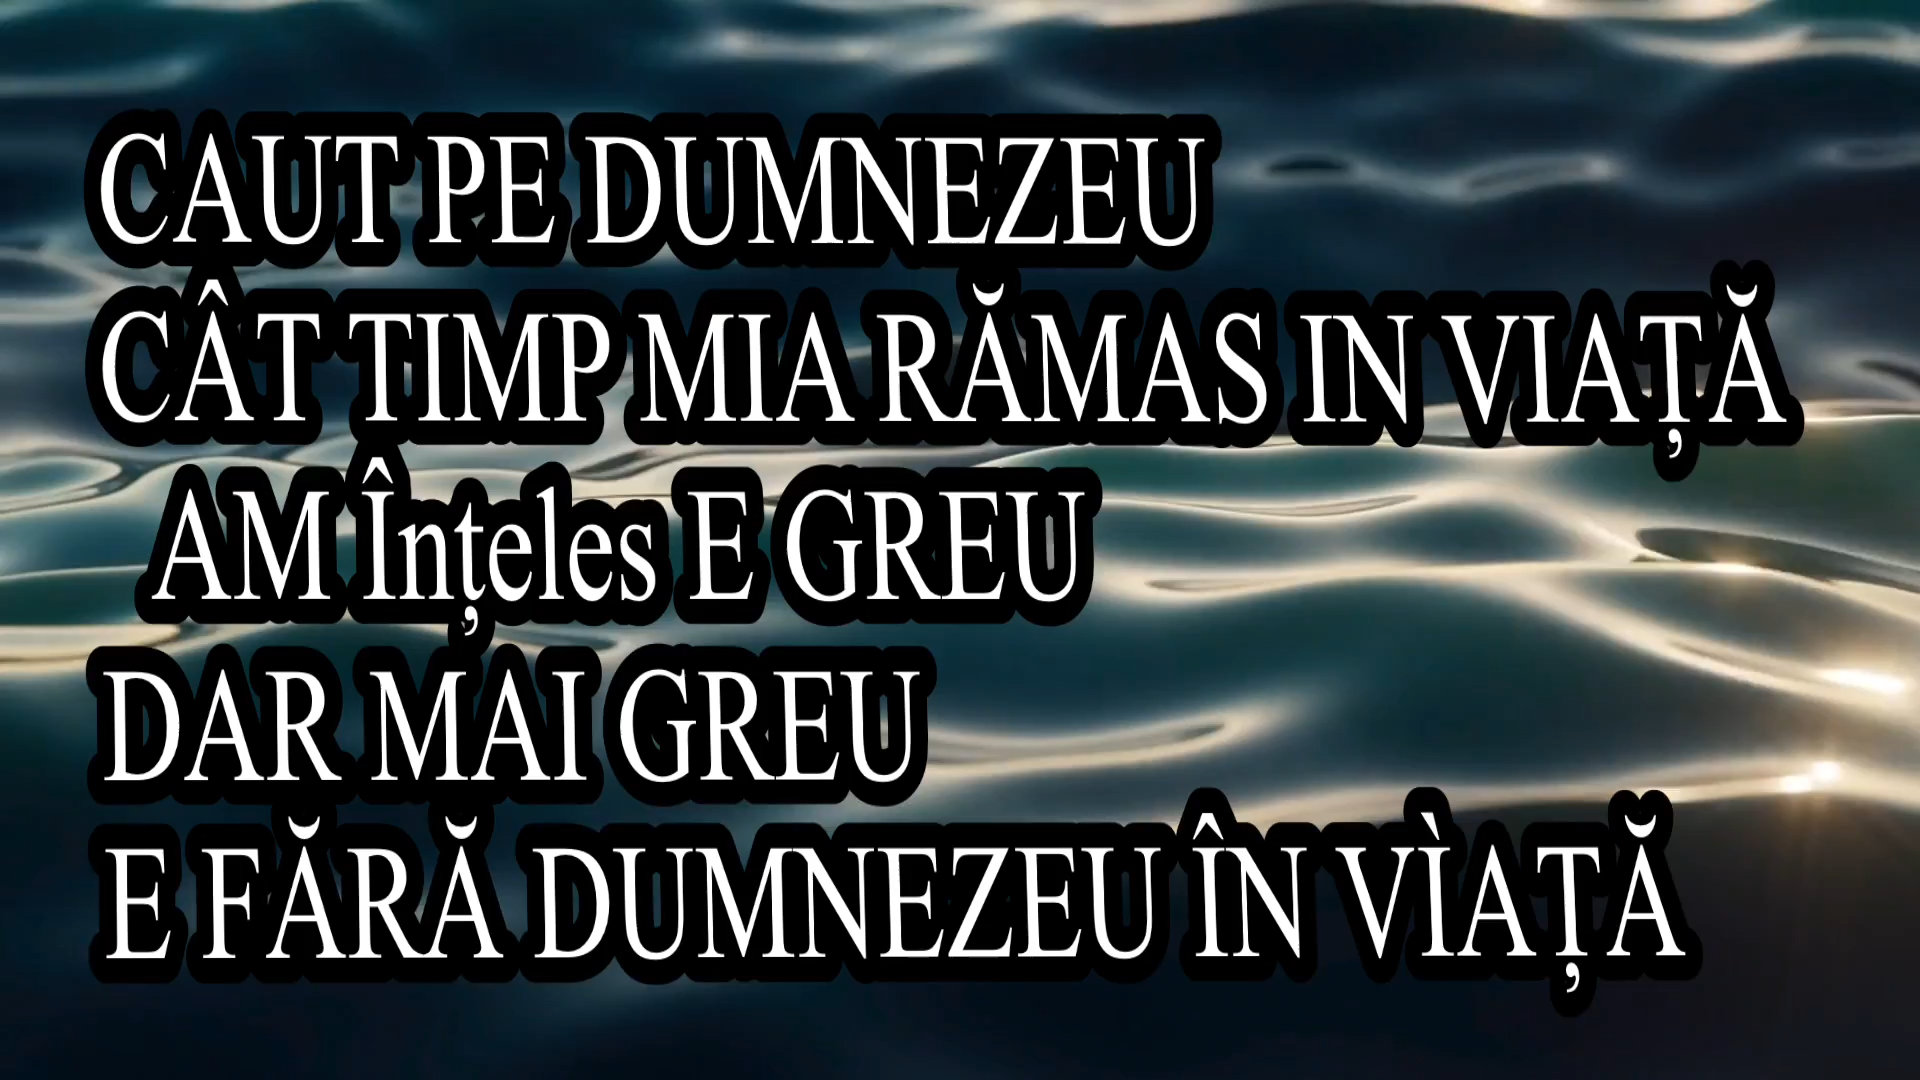 CAUT PE DUMNEZEU
CÂT TIMP MIA RĂMAS IN VIAȚĂ
AM Înțeles E GREU
DAR MAI GREU
E FĂRĂ DUMNEZEU ÎN VÌAȚĂ